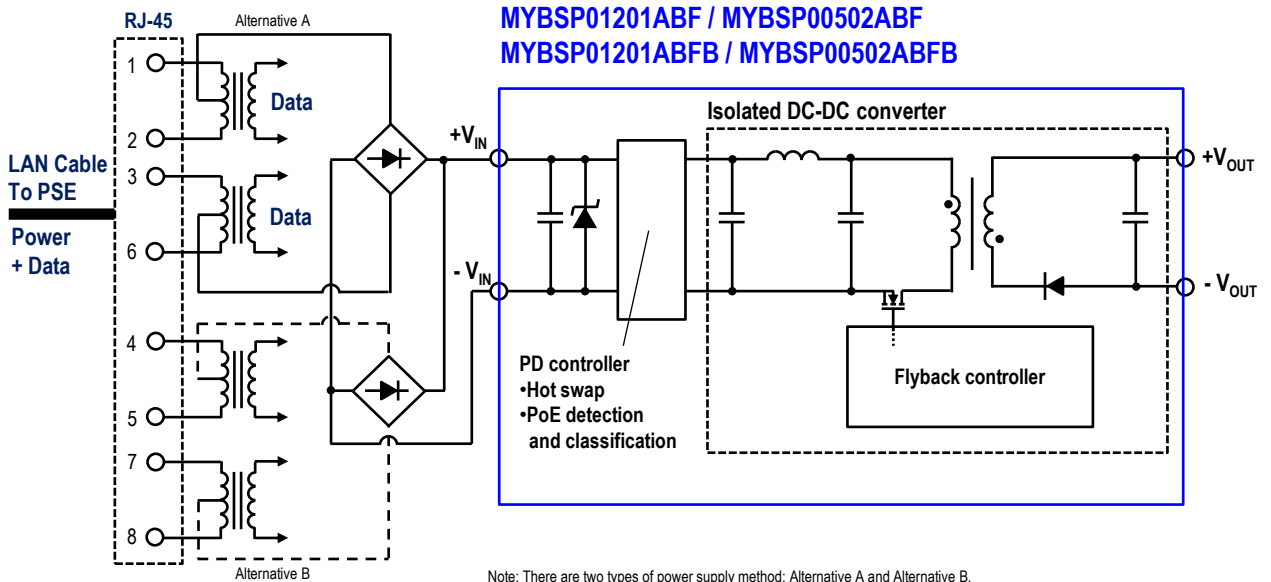 MYBSP01201ABF / MYBSP00502ABF
MYBSP01201ABFB / MYBSP00502ABFB
RJ-45
Alternative A
1
2
3
6
4
5
7
8
Data
Data
LAN Cable
To PSE
Power
+ Data
+VIN
- VIN
Isolated DC-DC converter
PD controller
•Hot swap
•PoE detection
and classification
Flyback controller
+VOUT
- VOUT
Alternative B
Note: There are two types of power supply method: Alternative A and Alternative B.